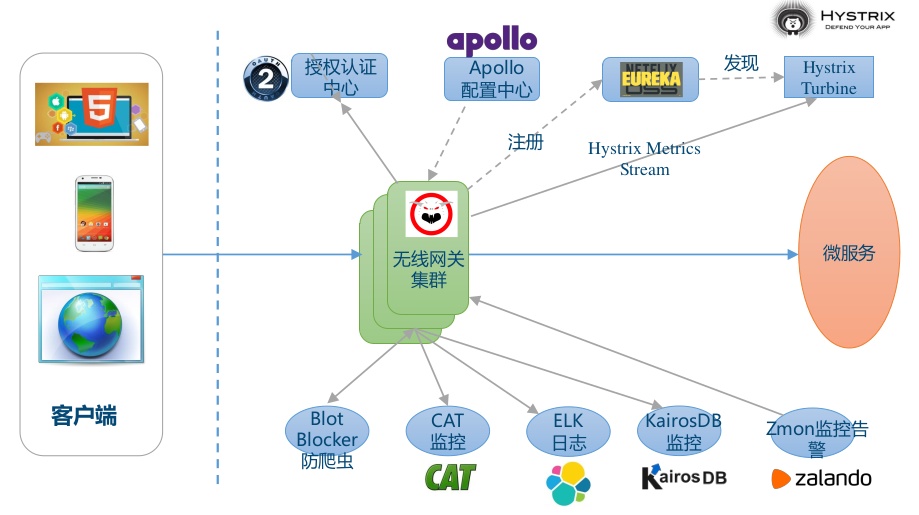 HYSTRIX
DEFEND YOUR APP
apollo
OAUTH
2
授权认证
中心
Apollo
配置中心
NETFLIX
EUREKA
OSS
发现
Hystrix
Turbine
5
注册
Hystrix Metrics
Stream
无线网关
集群
微服务
客户端
Blot
Blocker
防爬虫
CAT
监控
ELK
日志
KairosDB
监控
Zmon监控告
警
CAT
KairosDB
zalando